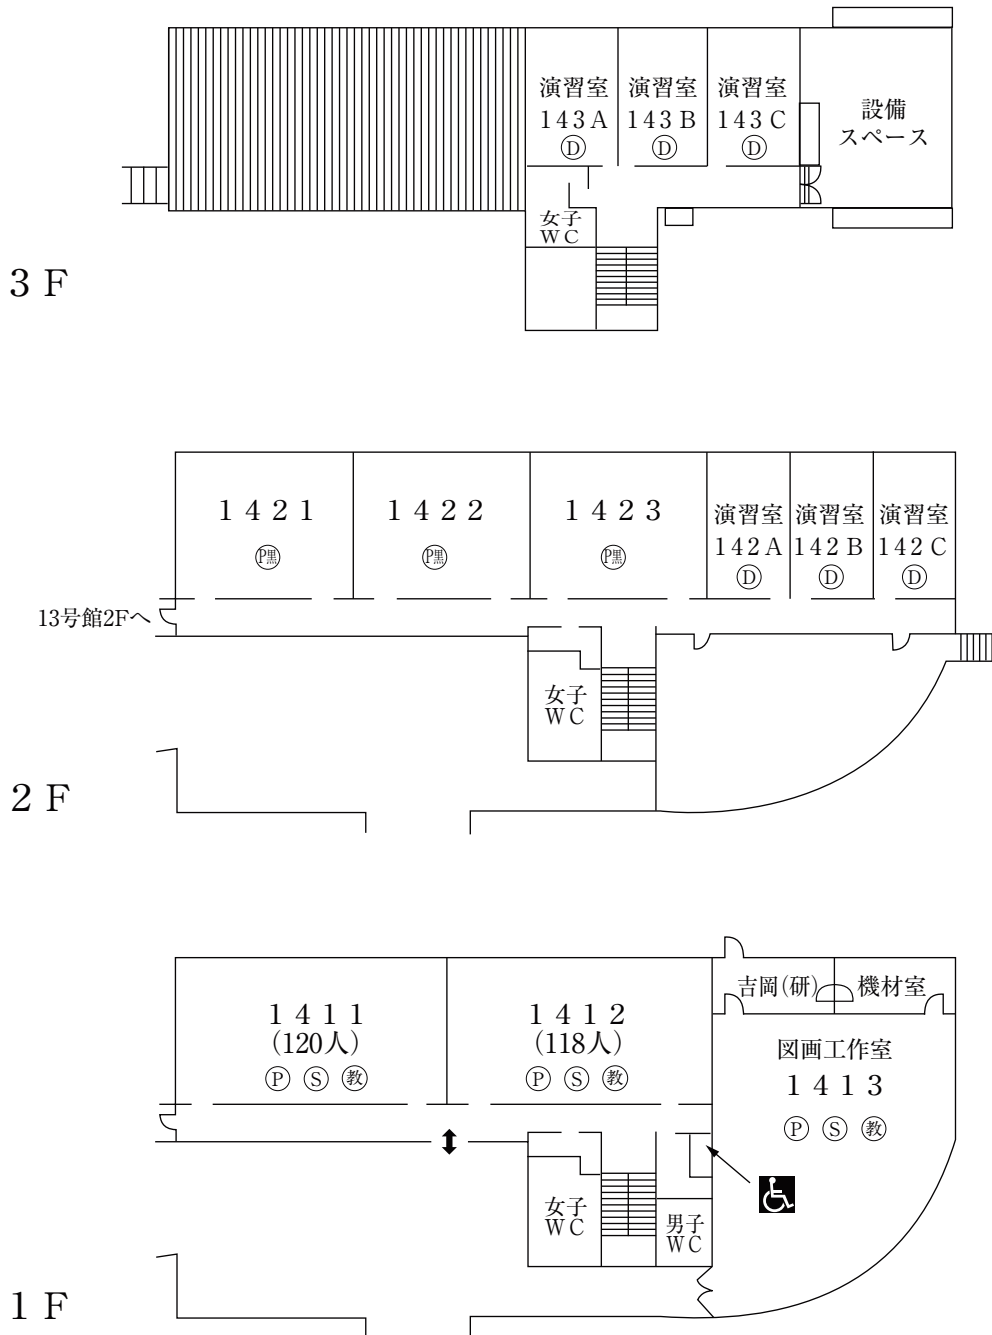 演習室 演習室 演習室
143A 143B 143C
Ⓓ Ⓓ Ⓓ
設備
スペース
女子
WC
3F
1421 1422 1423
P黒 P黒 P黒
演習室 演習室 演習室
142A 142B 142C
Ⓓ Ⓓ Ⓓ
13号館2Fへ
女子
WC
2F
吉岡(研) 機材室
1411 1412
(120人) (118人)
Ⓟ Ⓢ 教 Ⓟ Ⓢ 教
図画工作室
1413
Ⓟ Ⓢ 教
女子
WC
男子
WC
1F